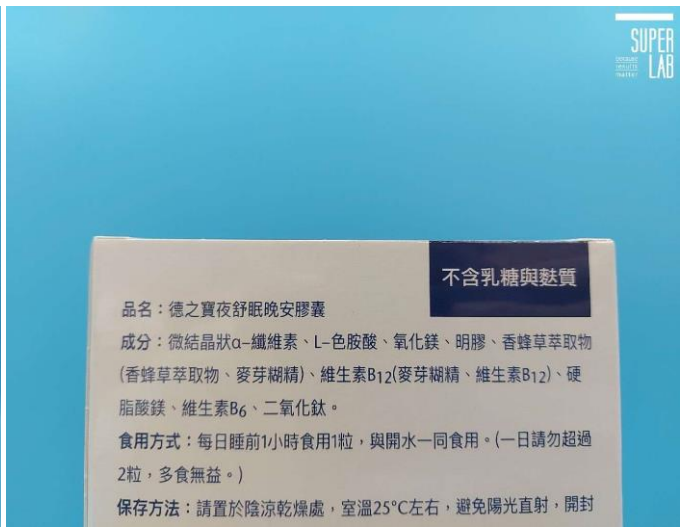 SUPER
LAB
不含乳糖與麩質
品名：德之寶夜舒眠晚安膠囊
成分：微結晶狀α-纖維素、L-色胺酸、氧化鎂、明膠、香蜂草萃取物
(香蜂草萃取物、麥芽糊精)、維生素B12(麥芽糊精、維生素B12)、硬
脂酸鎂、維生素B6、二氧化鈦。
食用方式：每日睡前1小時食用1粒，與開水一同食用。(一日請勿超過
2粒，多食無益。)
保存方法：請置於陰涼乾燥處，室溫25°C左右，避免陽光直射，開封